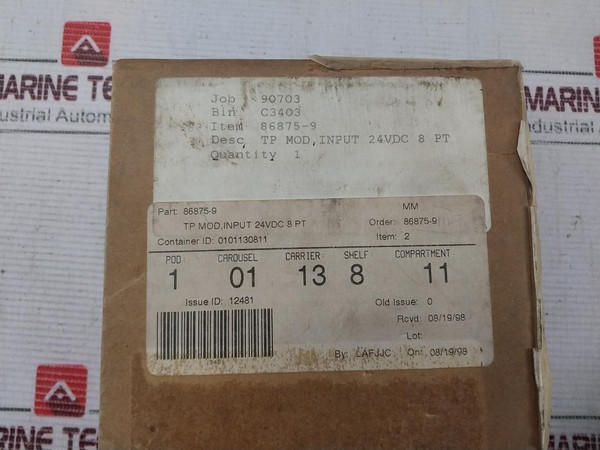 Job 90703
Bin C3403
Item 86875-9
Desc TP MOD,INPUT 24VDC 8 PT
Quantity 1
Part: 86875-9 MM
TP MOD,INPUT 24VDC 8 PT Order: 86875-9
Container ID: 0101130811 Item: 2
POD CAROUSEL CARRIER SHELF COMPARTMENT
1 01 13 8 11
Issue ID: 12481 Old Issue: 0
Rcvd: 08/19/98
Lot:
By: LAFJJC On: 08/19/98
MARINE TE
Industrial Autom
MARINE
ndustrial
RINE TE
MARINE